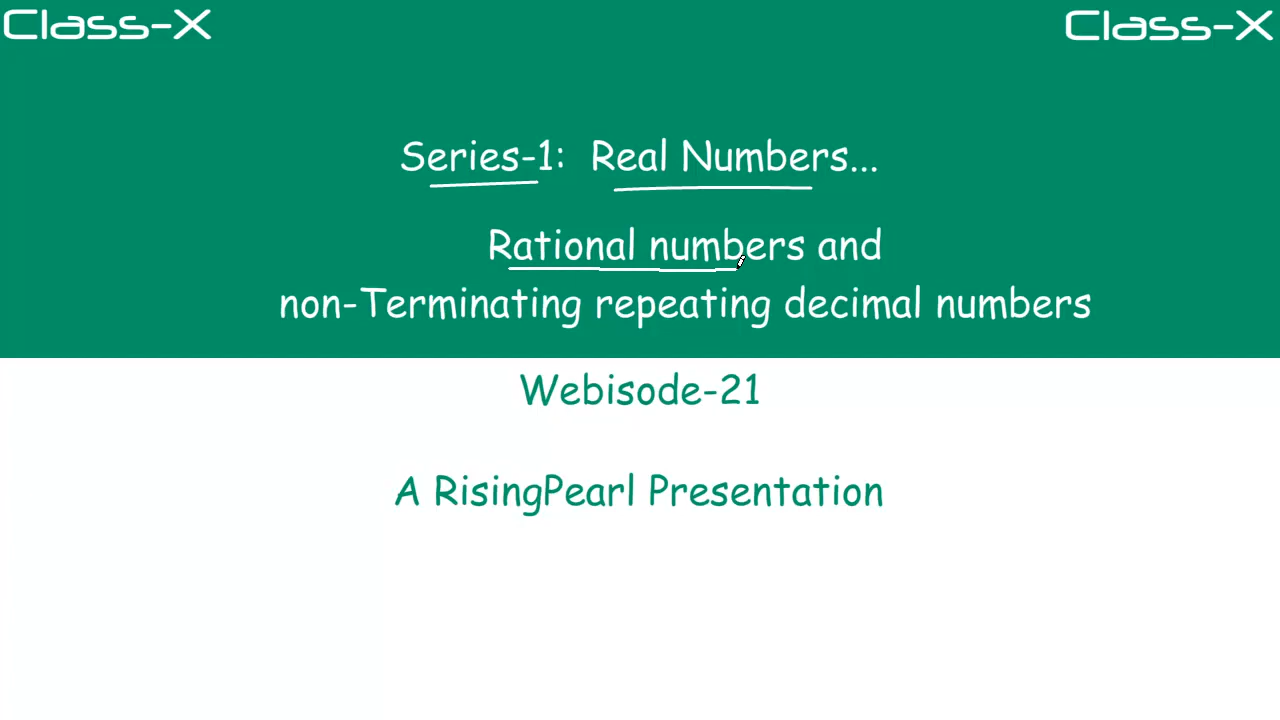 Class-X
Class-X
Series-1: Real Numbers...
Rational numbers and
non-Terminating repeating decimal numbers
Webisode-21
A RisingPearl Presentation